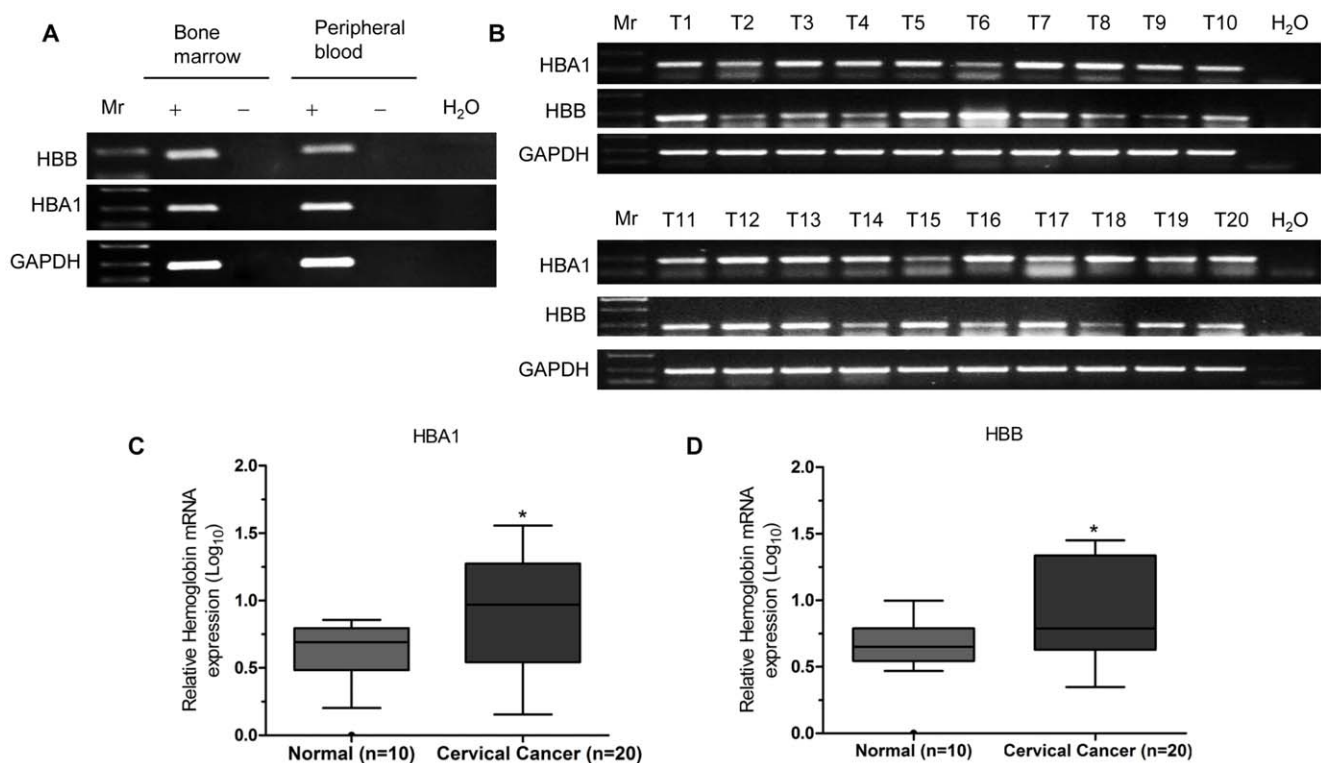 A
Bone marrow
Peripheral blood
Mr + – + – H₂O
HBB
HBA1
GAPDH
B
Mr T1 T2 T3 T4 T5 T6 T7 T8 T9 T10 H₂O
HBA1
HBB
GAPDH
Mr T11 T12 T13 T14 T15 T16 T17 T18 T19 T20 H₂O
HBA1
HBB
GAPDH
C
HBA1
Relative Hemoglobin mRNA
expression (Log₁₀)
2.0
1.5
1.0
0.5
0.0
*
Normal (n=10) Cervical Cancer (n=20)
D
HBB
Relative Hemoglobin mRNA
expression (Log₁₀)
2.0
1.5
1.0
0.5
0.0
*
Normal (n=10) Cervical Cancer (n=20)